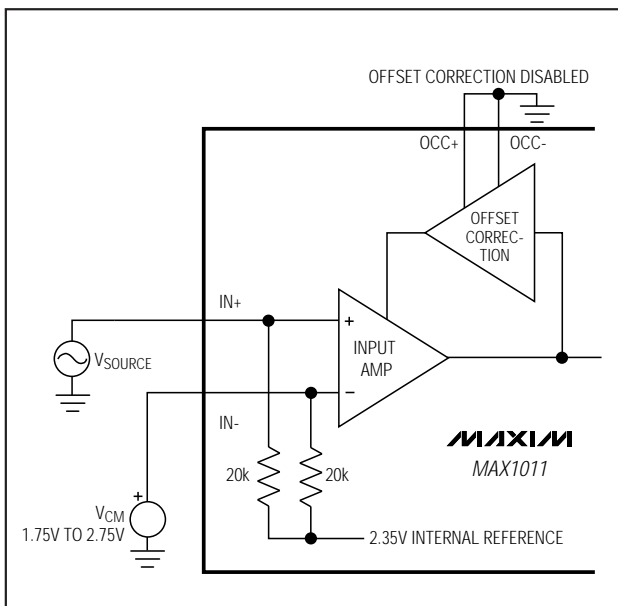 OFFSET CORRECTION DISABLED
OCC+
OCC-
OFFSET
CORREC-
TION
IN+
+
INPUT
AMP
VSOURCE
−
IN-
MAXIM
MAX1011
20k
20k
+
VCM
1.75V TO 2.75V
2.35V INTERNAL REFERENCE